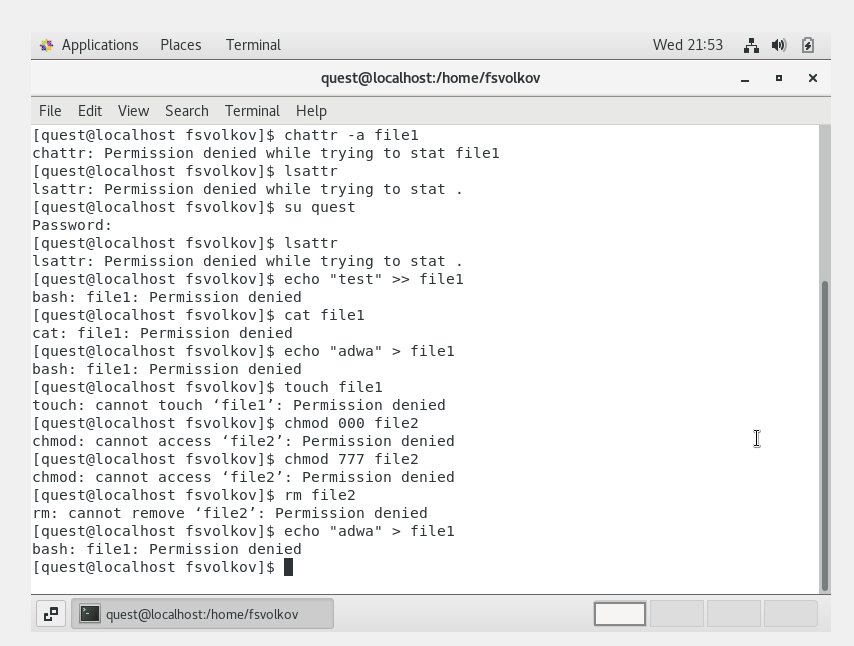 Applications Places Terminal Wed 21:53
quest@localhost:/home/fsvolkov
File Edit View Search Terminal Help
[quest@localhost fsvolkov]$ chattr -a file1
chattr: Permission denied while trying to stat file1
[quest@localhost fsvolkov]$ lsattr
lsattr: Permission denied while trying to stat .
[quest@localhost fsvolkov]$ su quest
Password:
[quest@localhost fsvolkov]$ lsattr
lsattr: Permission denied while trying to stat .
[quest@localhost fsvolkov]$ echo "test" >> file1
bash: file1: Permission denied
[quest@localhost fsvolkov]$ cat file1
cat: file1: Permission denied
[quest@localhost fsvolkov]$ echo "adwa" > file1
bash: file1: Permission denied
[quest@localhost fsvolkov]$ touch file1
touch: cannot touch ‘file1’: Permission denied
[quest@localhost fsvolkov]$ chmod 000 file2
chmod: cannot access ‘file2’: Permission denied
[quest@localhost fsvolkov]$ chmod 777 file2
chmod: cannot access ‘file2’: Permission denied
[quest@localhost fsvolkov]$ rm file2
rm: cannot remove ‘file2’: Permission denied
[quest@localhost fsvolkov]$ echo "adwa" > file1
bash: file1: Permission denied
[quest@localhost fsvolkov]$
quest@localhost:/home/fsvolkov